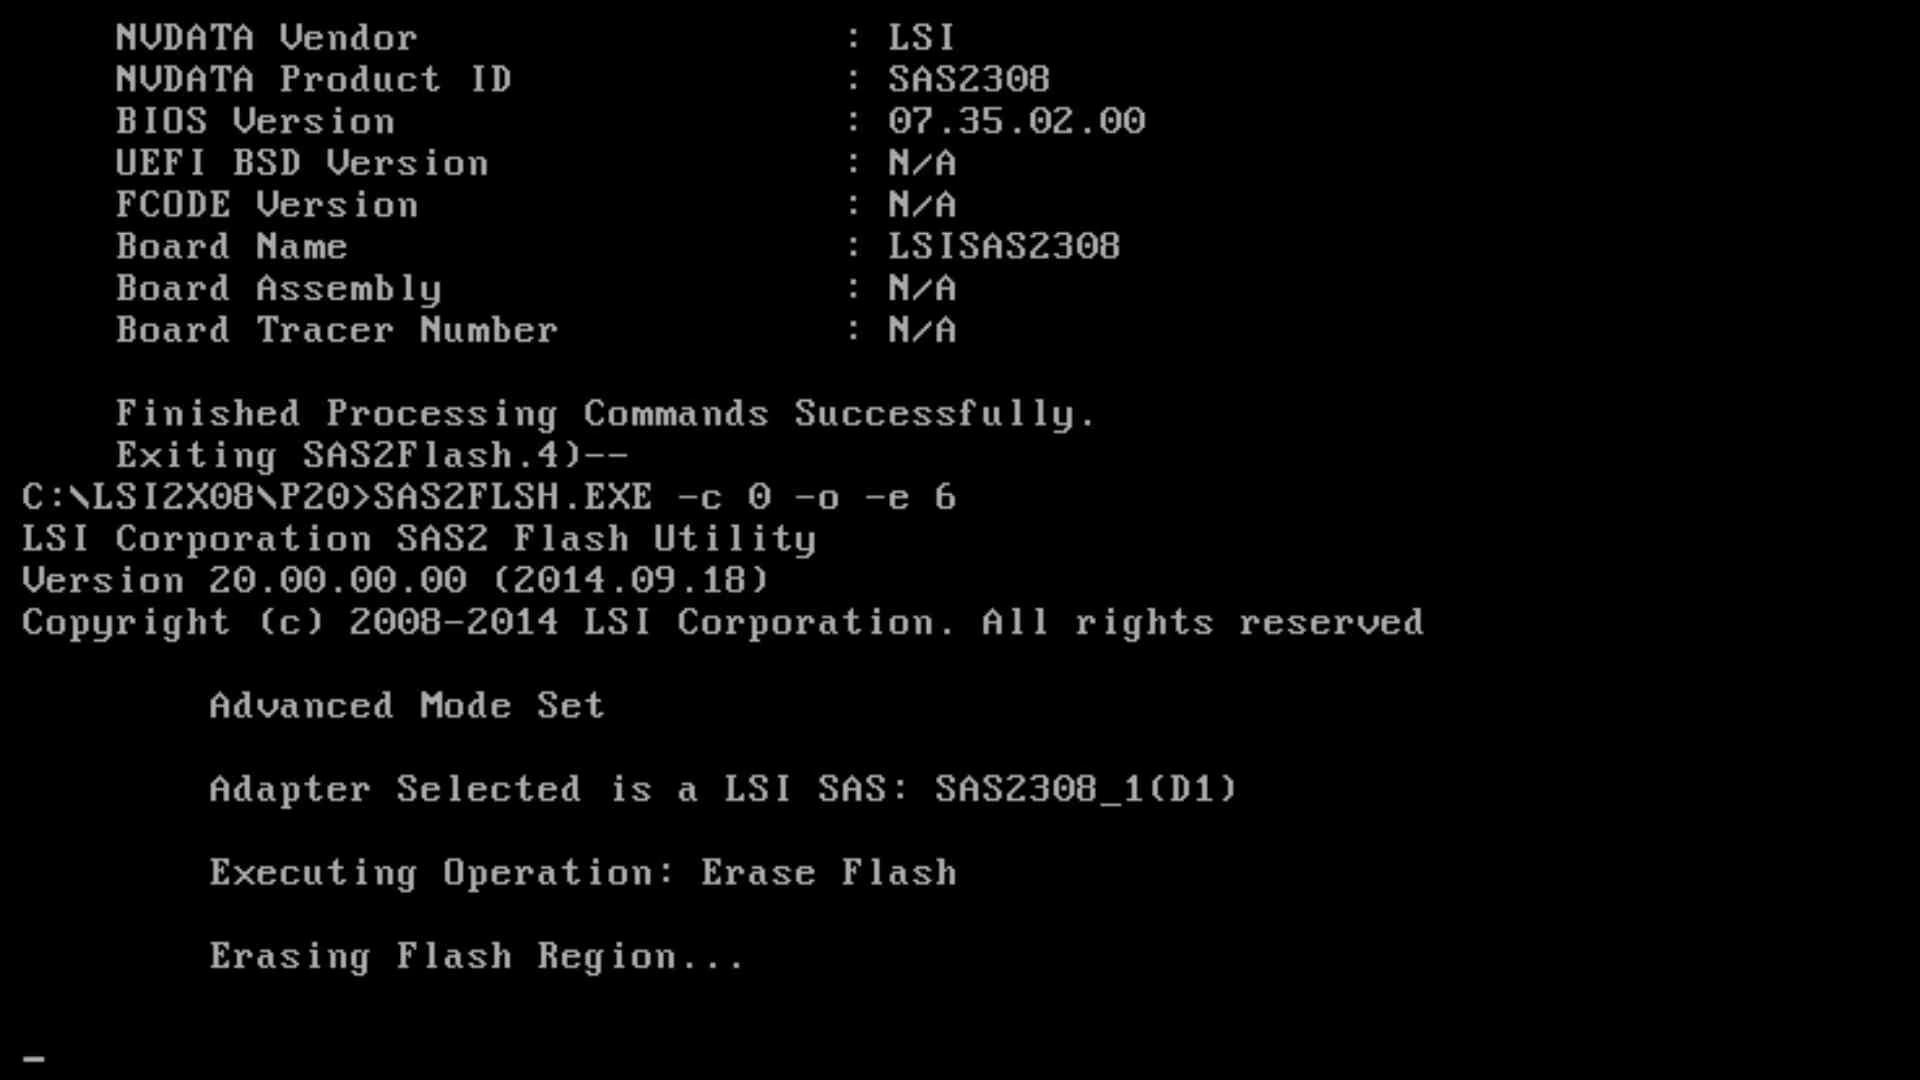 NVDATA Vendor : LSI
NVDATA Product ID : SAS2308
BIOS Version : 07.35.02.00
UEFI BSD Version : N/A
FCODE Version : N/A
Board Name : LSISAS2308
Board Assembly : N/A
Board Tracer Number : N/A
Finished Processing Commands Successfully.
Exiting SAS2Flash.4)--
C:\LSI2X08\P20>SAS2FLSH.EXE -c 0 -o -e 6
LSI Corporation SAS2 Flash Utility
Version 20.00.00.00 (2014.09.18)
Copyright (c) 2008-2014 LSI Corporation. All rights reserved
Advanced Mode Set
Adapter Selected is a LSI SAS: SAS2308_1(D1)
Executing Operation: Erase Flash
Erasing Flash Region...